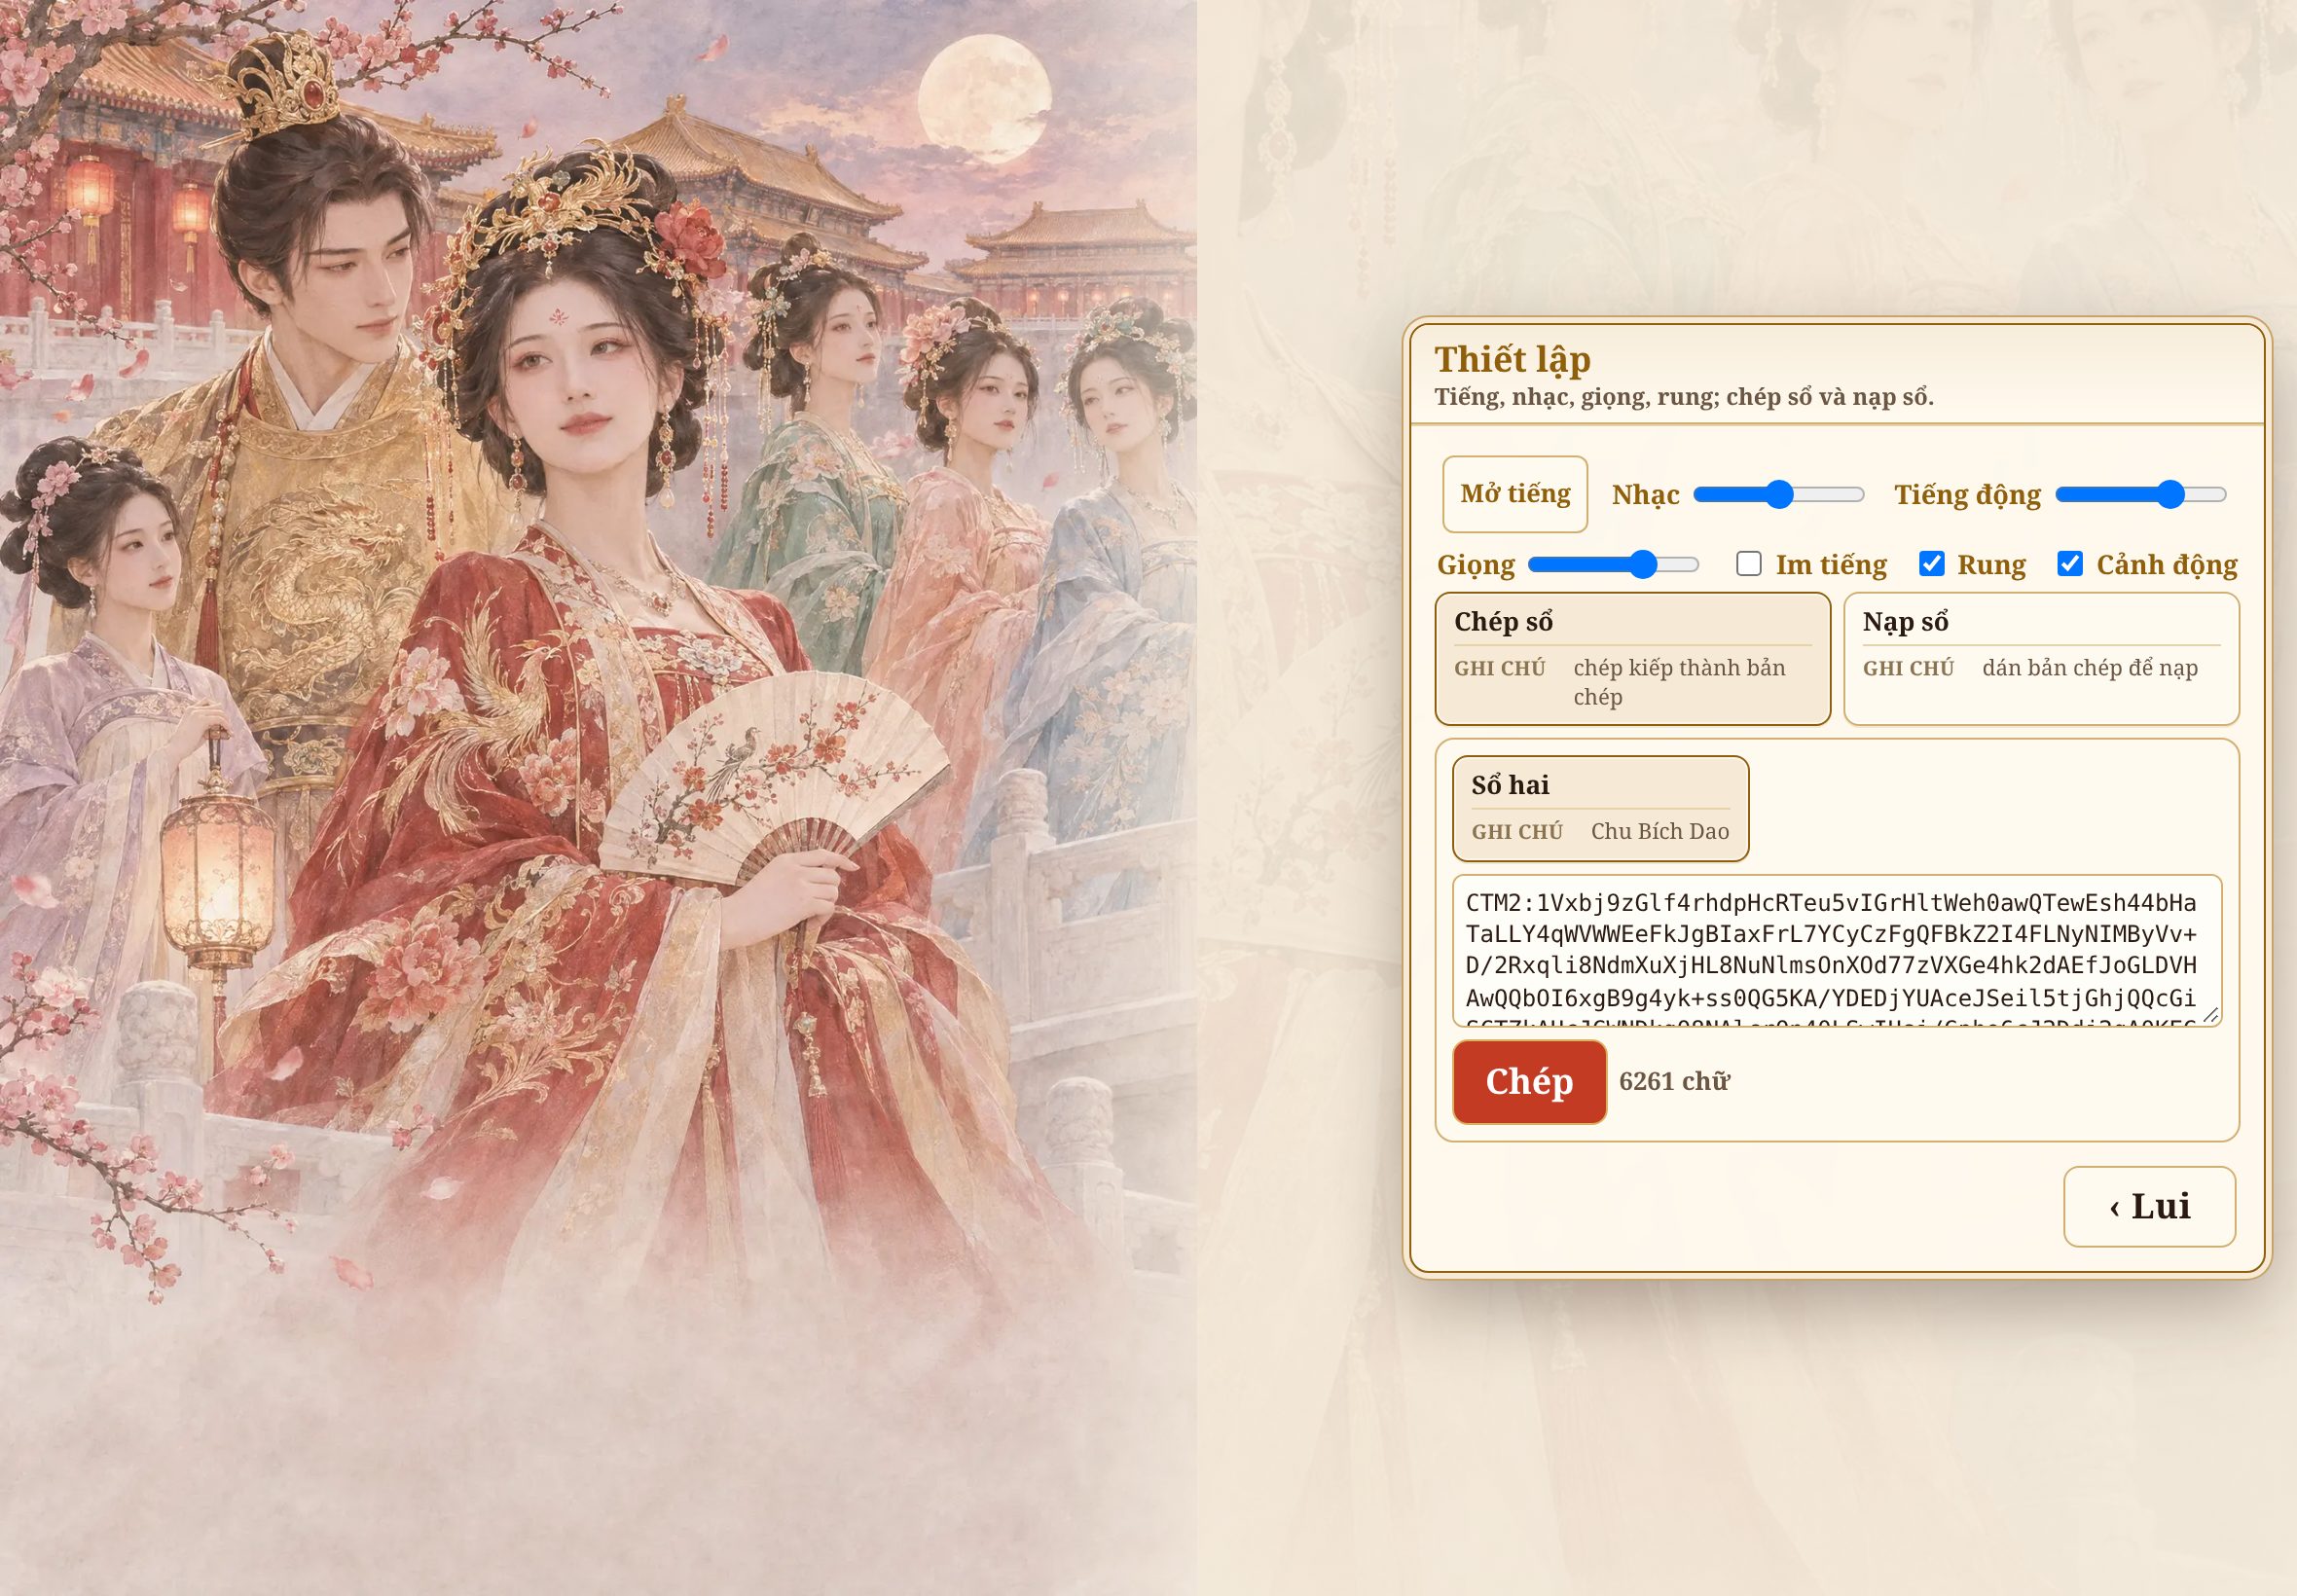 Thiết lập
Tiếng, nhạc, giọng, rung; chép sổ và nạp sổ.
Mở tiếng Nhạc Tiếng động
Giọng Im tiếng Rung Cảnh động
Chép sổ
GHI CHÚ chép kiếp thành bản
chép
Nạp sổ
GHI CHÚ dán bản chép để nạp
Sổ hai
GHI CHÚ Chu Bích Dao
CTM2:1Vxbj9zGlf4rhdpHcRTeu5vIGrHltWeh0awQTewEsh44bHa
TaLLY4qWVWWEeFkJgBIaxFrL7YCyCzFgQFBkZ2I4FLNyNIMByVv+
D/2Rxqli8NdmXuXjHL8NuNlmsOnXOd77zVXGe4hk2dAEfJoGLDVH
AwQQbOI6xgB9g4yk+ss0QG5KA/YDEDjYUAceJSeil5tjGhjQQcGi
Chép 6261 chữ
‹ Lui